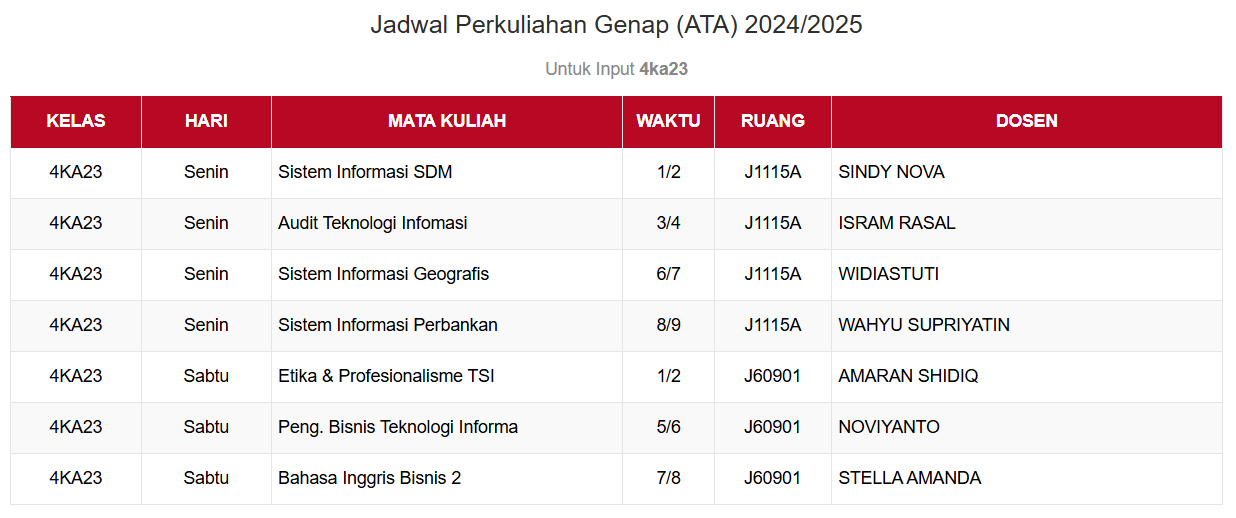 Jadwal Perkuliahan Genap (ATA) 2024/2025
Untuk Input 4ka23
KELAS HARI MATA KULIAH WAKTU RUANG DOSEN
4KA23 Senin Sistem Informasi SDM 1/2 J1115A SINDY NOVA
4KA23 Senin Audit Teknologi Infomasi 3/4 J1115A ISRAM RASAL
4KA23 Senin Sistem Informasi Geografis 6/7 J1115A WIDIASTUTI
4KA23 Senin Sistem Informasi Perbankan 8/9 J1115A WAHYU SUPRIYATIN
4KA23 Sabtu Etika & Profesionalisme TSI 1/2 J60901 AMARAN SHIDIQ
4KA23 Sabtu Peng. Bisnis Teknologi Informa 5/6 J60901 NOVIYANTO
4KA23 Sabtu Bahasa Inggris Bisnis 2 7/8 J60901 STELLA AMANDA